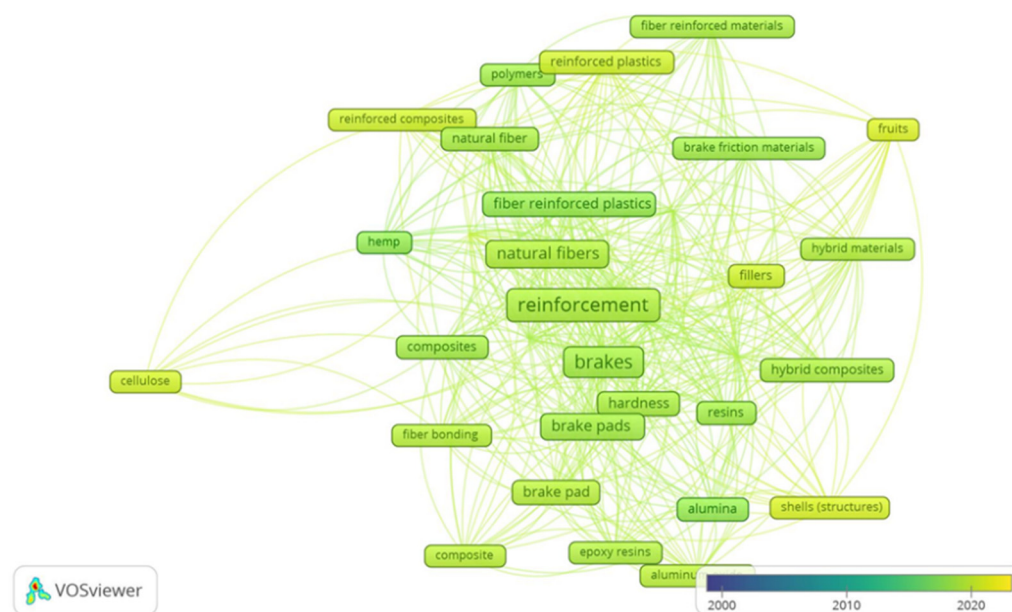 fiber reinforced materials
reinforced plastics
polymers
reinforced composites
fruits
natural fiber
brake friction materials
fiber reinforced plastics
hemp
natural fibers
hybrid materials
fillers
reinforcement
composites
brakes
hybrid composites
cellulose
hardness
resins
brake pads
fiber bonding
brake pad
alumina
shells (structures)
composite
epoxy resins
VOSviewer
2000
2010
2020